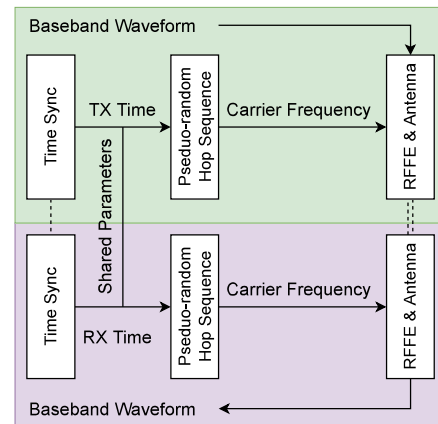 Baseband Waveform
Time Sync
TX Time
Pseduo-random
Hop Sequence
Carrier Frequency
RFFE & Antenna
Shared Parameters
Time Sync
RX Time
Pseduo-random
Hop Sequence
Carrier Frequency
RFFE & Antenna
Baseband Waveform